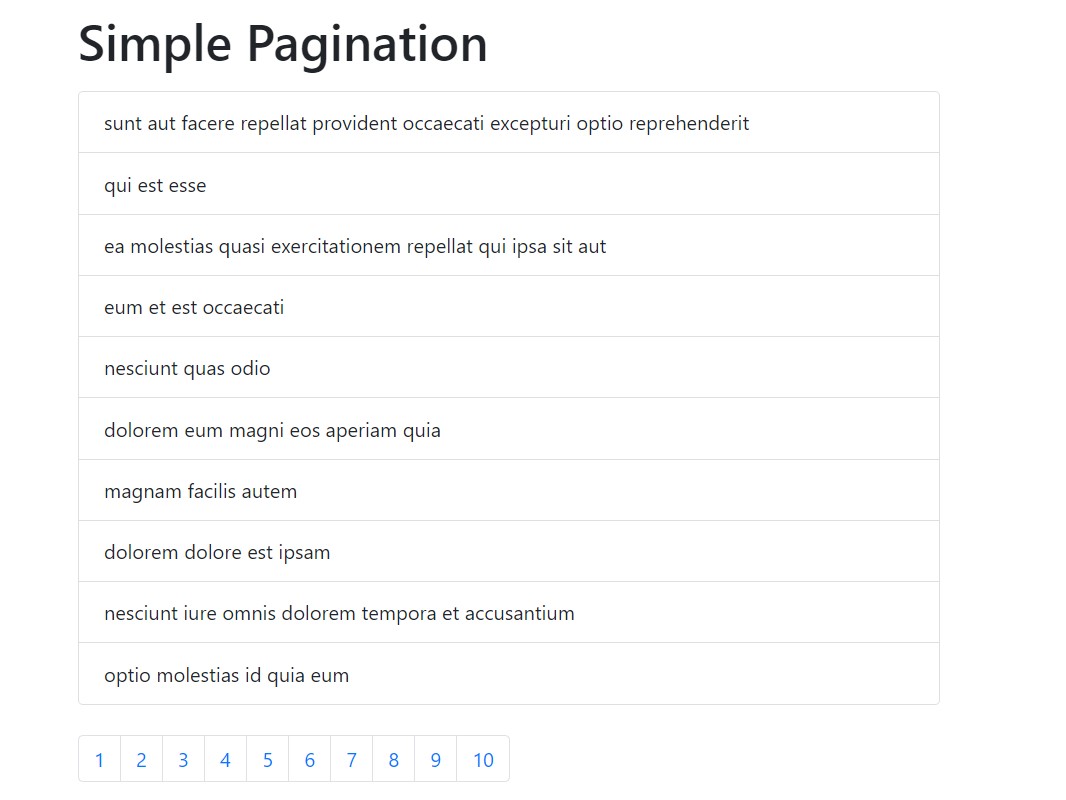 Simple Pagination
sunt aut facere repellat provident occaecati excepturi optio reprehenderit
qui est esse
ea molestias quasi exercitationem repellat qui ipsa sit aut
eum et est occaecati
nesciunt quas odio
dolorem eum magni eos aperiam quia
magnam facilis autem
dolorem dolore est ipsam
nesciunt iure omnis dolorem tempora et accusantium
optio molestias id quia eum
1 2 3 4 5 6 7 8 9 10